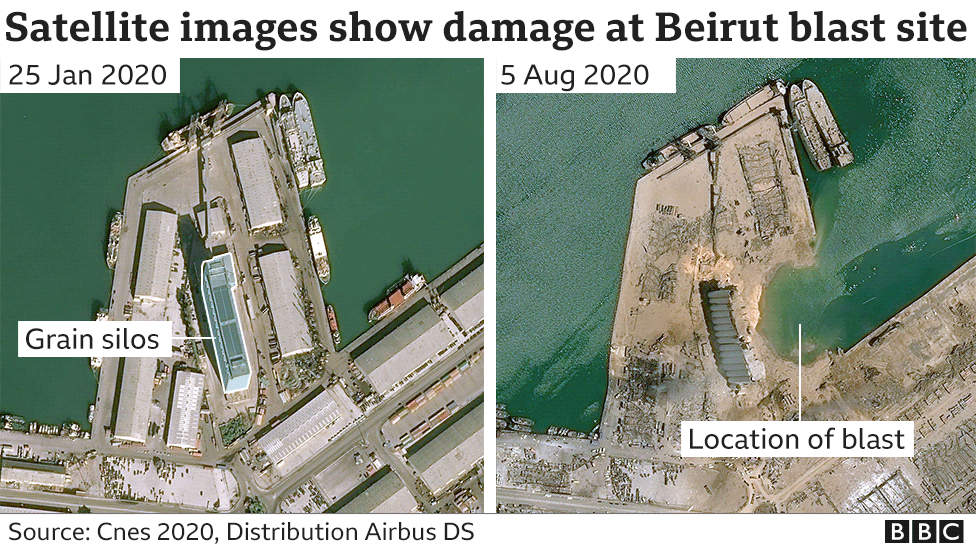 Satellite images show damage at Beirut blast site
25 Jan 2020
5 Aug 2020
Grain silos
Location of blast
Source: Cnes 2020, Distribution Airbus DS
BBC